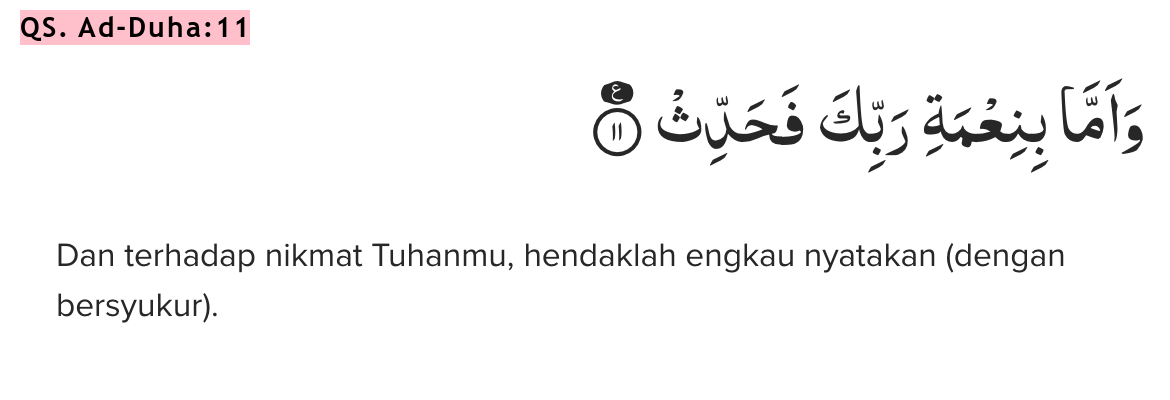 QS. Ad-Duha:11
وَاَمَّا بِنِعْمَةِ رَبِّكَ فَحَدِّثْ ࣖ ١١
Dan terhadap nikmat Tuhanmu, hendaklah engkau nyatakan (dengan
bersyukur).